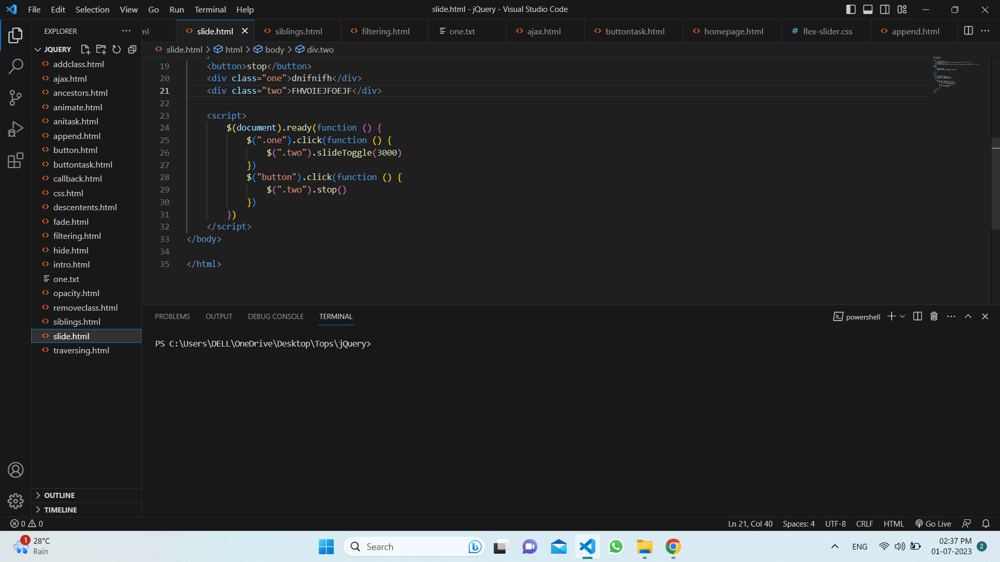 File Edit Selection View Go Run Terminal Help
slide.html - jQuery - Visual Studio Code
EXPLORER
ml slide.html siblings.html filtering.html one.txt ajax.html buttontask.html homepage.html flex-slider.css append.html
JQUERY
slide.html > html > body > div.two
addclass.html
ajax.html
ancestors.html
animate.html
anitask.html
append.html
button.html
buttontask.html
callback.html
css.html
descentents.html
fade.html
filtering.html
hide.html
intro.html
one.txt
opacity.html
removeclass.html
siblings.html
slide.html
traversing.html
OUTLINE
TIMELINE
19 <button>stop</button>
20 <div class="one">dnifnifh</div>
21 <div class="two">FHVOIEJFOEJF</div>
22
23 <script>
24 $(document).ready(function () {
25 $(".one").click(function () {
26 $(".two").slideToggle(3000)
27 })
28 $("button").click(function () {
29 $(".two").stop()
30 })
31 })
32 </script>
33 </body>
34
35 </html>
PROBLEMS OUTPUT DEBUG CONSOLE TERMINAL
powershell
PS C:\Users\DELL\OneDrive\Desktop\Tops\jQuery>
0 0
Ln 21, Col 40 Spaces: 4 UTF-8 CRLF HTML Go Live
1
28°C
Rain
Search
ENG
02:37 PM
01-07-2023
2